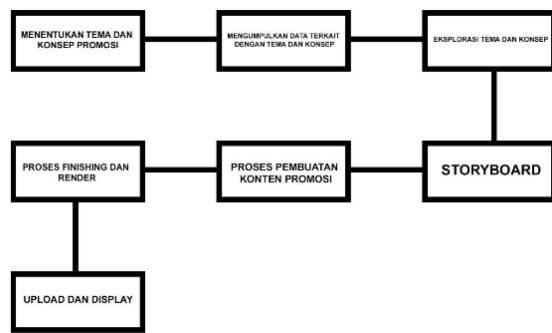 MENENTUKAN TEMA DAN
KONSEP PROMOSI
MENGUMPULKAN DATA TERKAIT
DENGAN TEMA DAN KONSEP
EKSPLORASI TEMA DAN KONSEP
STORYBOARD
PROSES PEMBUATAN
KONTEN PROMOSI
PROSES FINISHING DAN
RENDER
UPLOAD DAN DISPLAY